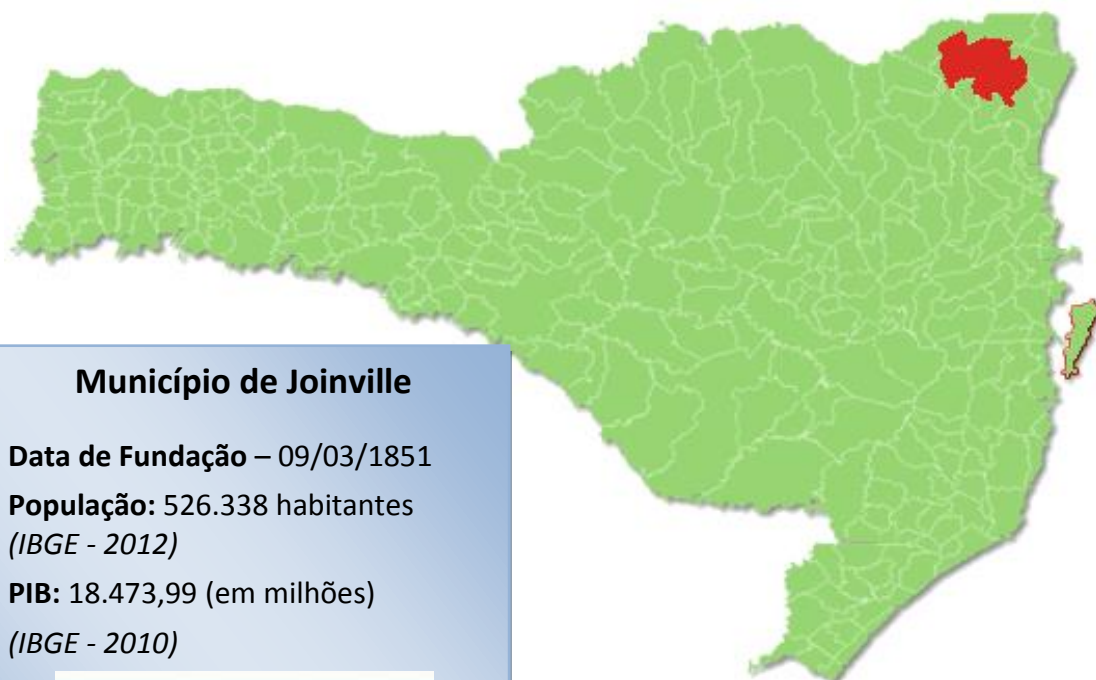 Município de Joinville
Data de Fundação – 09/03/1851
População: 526.338 habitantes
(IBGE - 2012)
PIB: 18.473,99 (em milhões)
(IBGE - 2010)